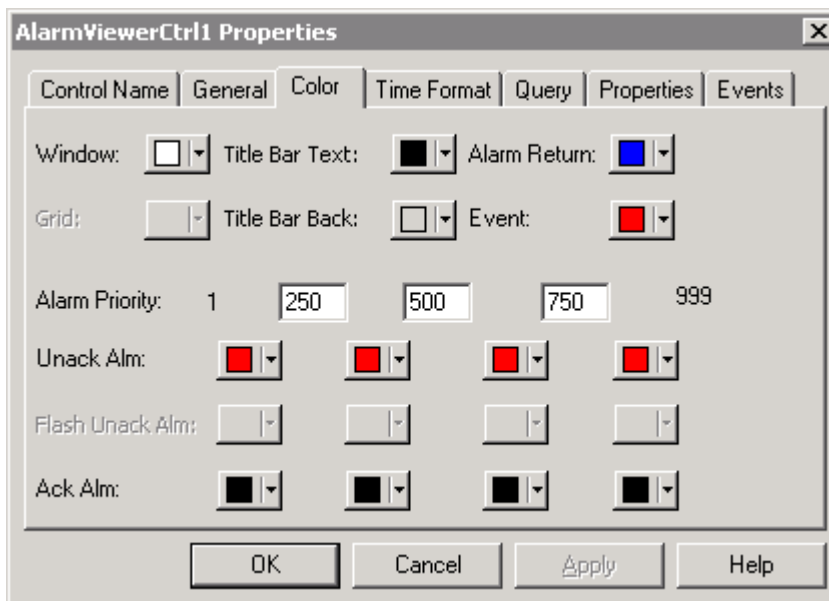 AlarmViewerCtrl1 Properties
Control Name General Color Time Format Query Properties Events
Window: Title Bar Text: Alarm Return:
Grid: Title Bar Back: Event:
Alarm Priority: 1 250 500 750 999
Unack Alm:
Flash Unack Alm:
Ack Alm:
OK Cancel Apply Help